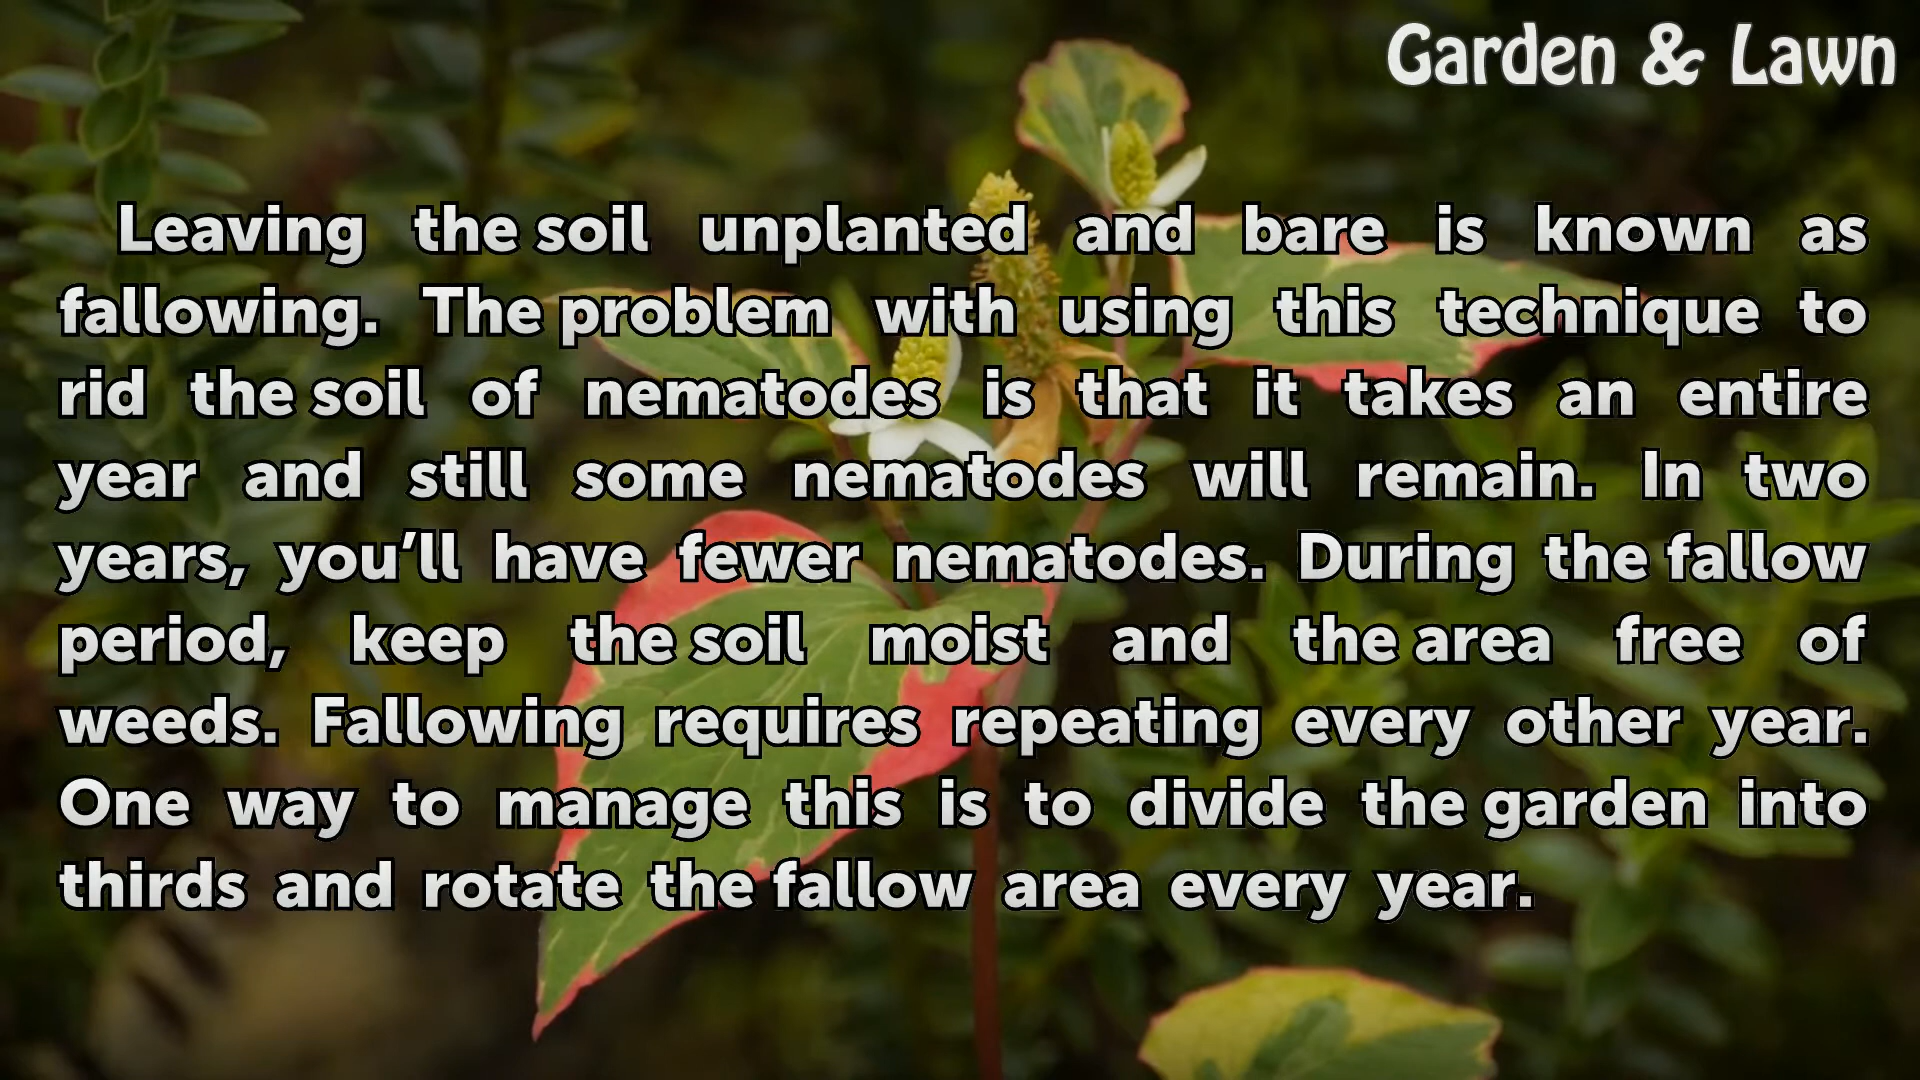 Garden & Lawn
Leaving the soil unplanted and bare is known as
fallowing. The problem with using this technique to
rid the soil of nematodes is that it takes an entire
year and still some nematodes will remain. In two
years, you’ll have fewer nematodes. During the fallow
period, keep the soil moist and the area free of
weeds. Fallowing requires repeating every other year.
One way to manage this is to divide the garden into
thirds and rotate the fallow area every year.